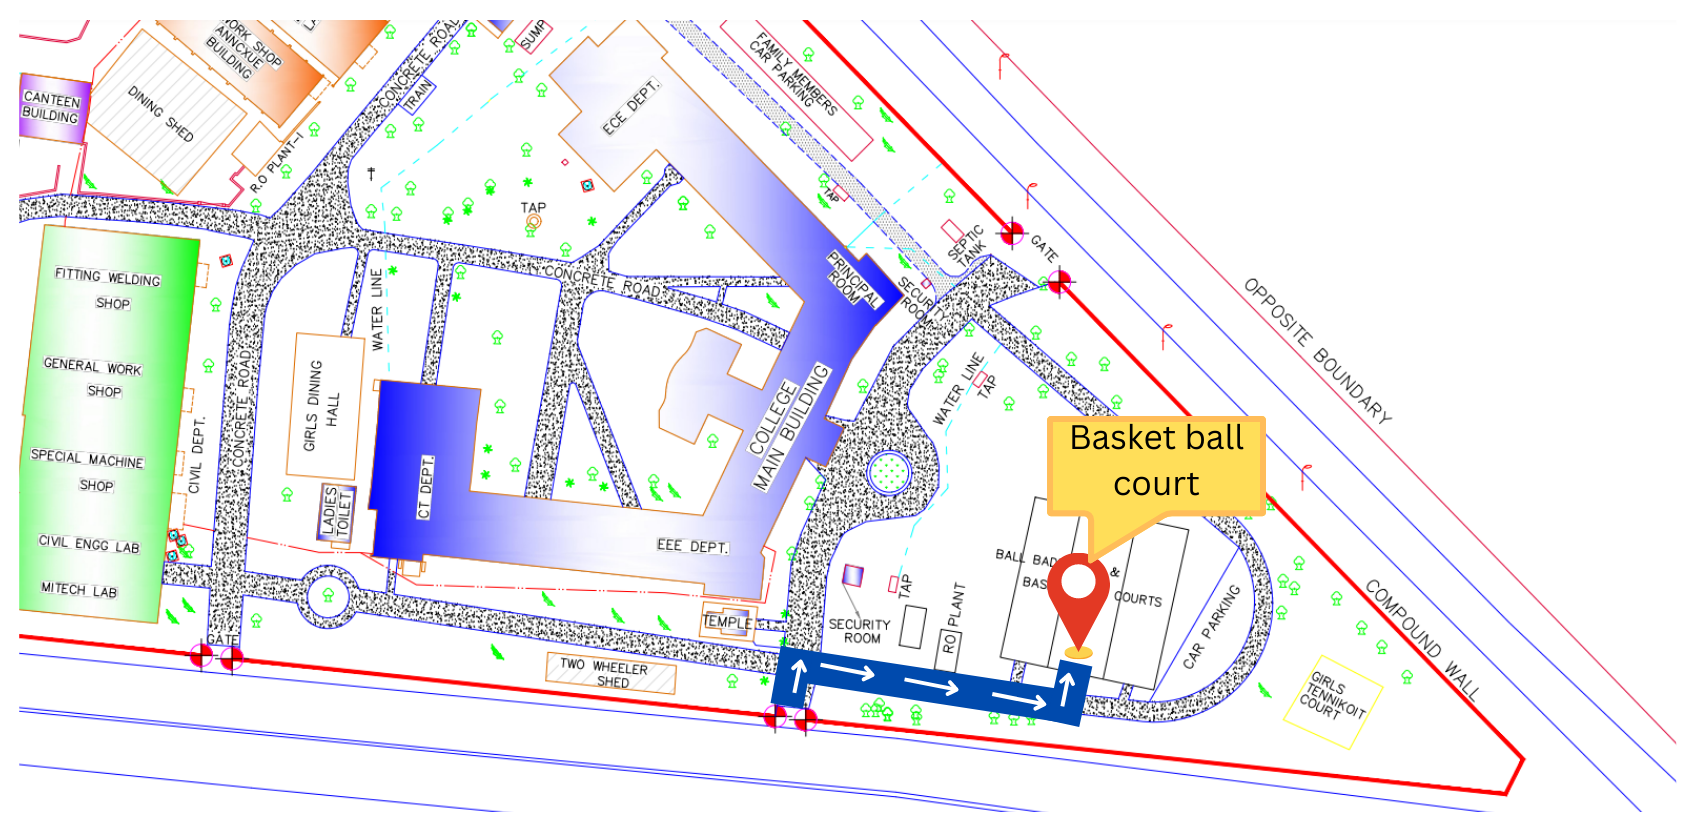 CONCRETE ROAD
SUMP
WORK SHOP
ANNCXUE
BUILDING
TRAIN
CANTEEN
BUILDING
DINING SHED
R.O PLANT-I
ECE DEPT.
FAMILY MEMBERS
CAR PARKING
TAP
TAP
SEPTIC
TANK
GATE
OPPOSITE BOUNDARY
CONCRETE ROAD
PRINCIPAL
ROOM
SECURITY
ROOM
FITTING WELDING
SHOP
GENERAL WORK
SHOP
SPECIAL MACHINE
SHOP
CIVIL ENGG LAB
MITECH LAB
CIVIL DEPT.
CONCRETE ROAD
WATER LINE
GIRLS DINING
HALL
LADIES
TOILET
CT DEPT.
COLLEGE
MAIN BUILDING
EEE DEPT.
WATER LINE
TAP
Basket ball
court
BALL BAD
&
BAS
COURTS
CAR PARKING
COMPOUND WALL
GIRLS
TENNIKOIT
COURT
TAP
RO PLANT
SECURITY
ROOM
TEMPLE
GATE
TWO WHEELER
SHED